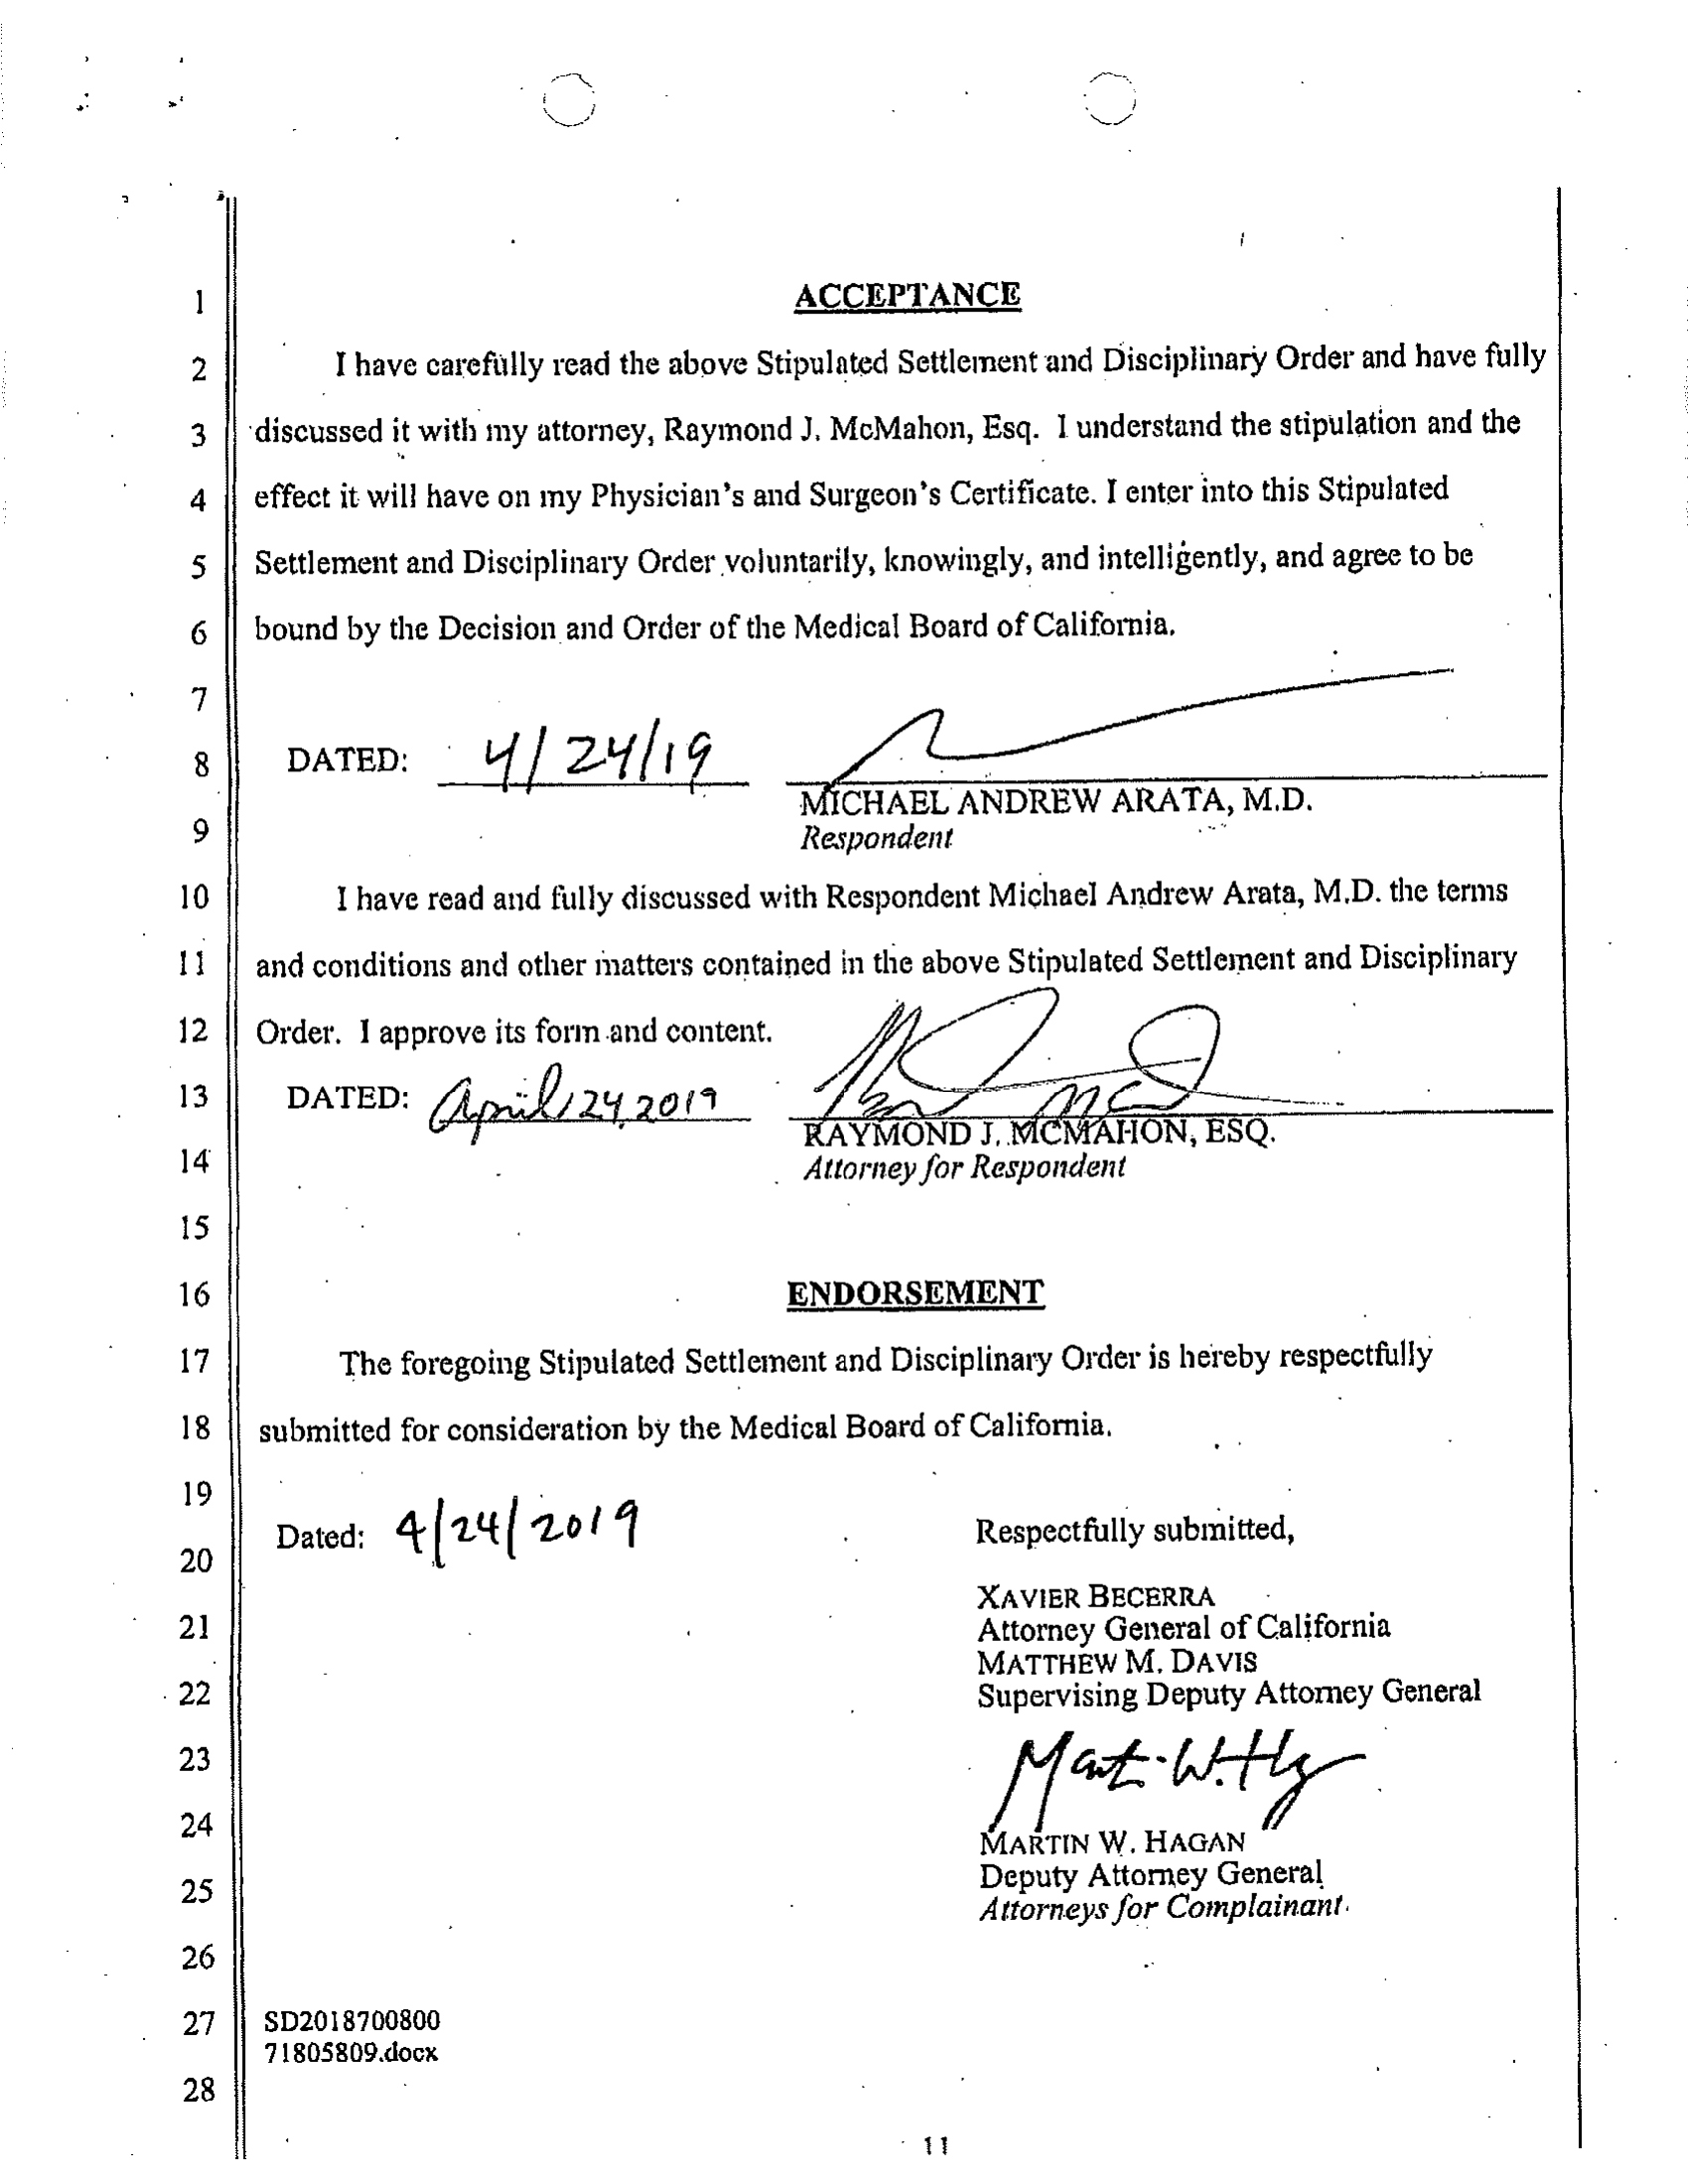 1 ACCEPTANCE
2 I have carefully read the above Stipulated Settlement and Disciplinary Order and have fully
3 discussed it with my attorney, Raymond J. McMahon, Esq. I understand the stipulation and the
4 effect it will have on my Physician's and Surgeon's Certificate. I enter into this Stipulated
5 Settlement and Disciplinary Order voluntarily, knowingly, and intelligently, and agree to be
6 bound by the Decision and Order of the Medical Board of California.
7
8 DATED: 4/24/19
MICHAEL ANDREW ARATA, M.D.
9 Respondent
10 I have read and fully discussed with Respondent Michael Andrew Arata, M.D. the terms
11 and conditions and other matters contained in the above Stipulated Settlement and Disciplinary
12 Order. I approve its form and content.
13 DATED: April 24, 2019
RAYMOND J. MCMAHON, ESQ.
14 Attorney for Respondent
15
16 ENDORSEMENT
17 The foregoing Stipulated Settlement and Disciplinary Order is hereby respectfully
18 submitted for consideration by the Medical Board of California.
19
Dated: 4/24/2019 Respectfully submitted,
20
XAVIER BECERRA
21 Attorney General of California
MATTHEW M. DAVIS
22 Supervising Deputy Attorney General
23
24
MARTIN W. HAGAN
Deputy Attorney General
25
Attorneys for Complainant
26
27 SD2018700800
71805809.docx
28
11